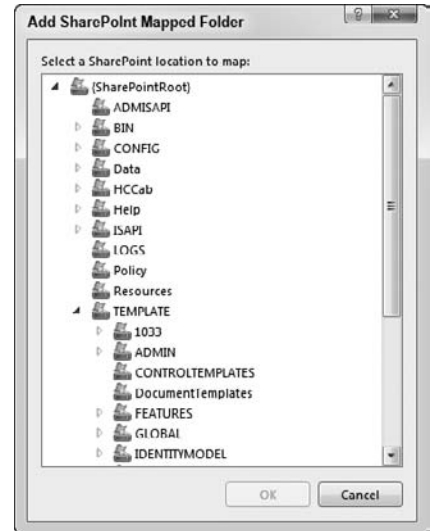 Add SharePoint Mapped Folder
Select a SharePoint location to map:
{SharePointRoot}
ADMISAPI
BIN
CONFIG
Data
HCCab
Help
ISAPI
LOGS
Policy
Resources
TEMPLATE
1033
ADMIN
CONTROLTEMPLATES
DocumentTemplates
FEATURES
GLOBAL
IDENTITYMODEL
OK
Cancel